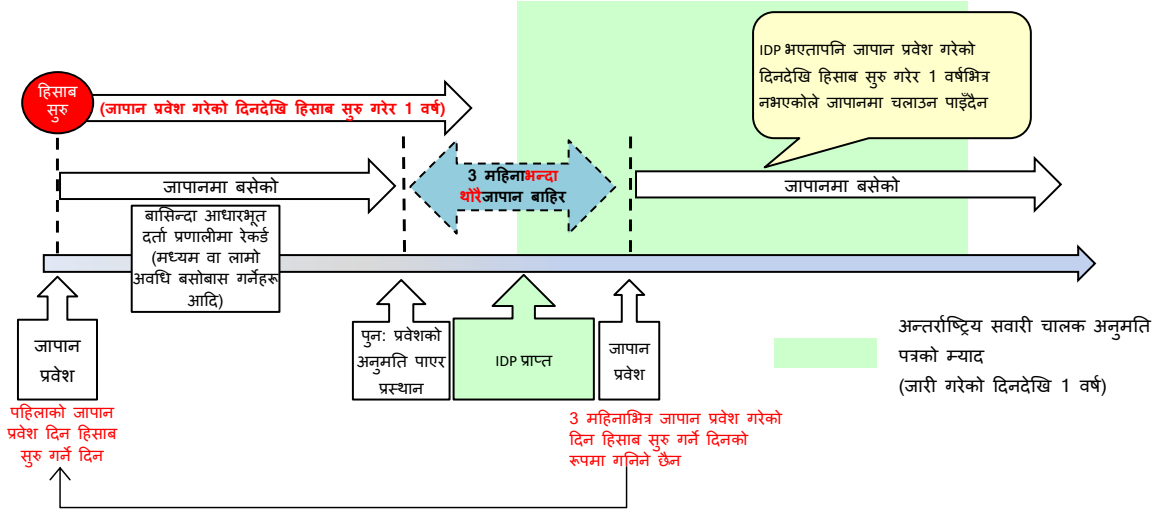 IDP भएतापनि जापान प्रवेश गरेको
दिनदेखि हिसाब सुरु गरेर 1 वर्षभित्र
नभएकोले जापानमा चलाउन पाइँदैन
हिसाब
सुरु
(जापान प्रवेश गरेको दिनदेखि हिसाब सुरु गरेर 1 वर्ष)
जापानमा बसेको
3 महिनाभन्दा
थोरैजापान बाहिर
जापानमा बसेको
बासिन्दा आधारभूत
दर्ता प्रणालीमा रेकर्ड
(मध्यम वा लामो
अवधि बसोबास गर्नेहरू
आदि)
जापान
प्रवेश
पुन: प्रवेशको
अनुमति पाएर
प्रस्थान
IDP प्राप्त
जापान
प्रवेश
अन्तर्राष्ट्रिय सवारी चालक अनुमति
पत्रको म्याद
(जारी गरेको दिनदेखि 1 वर्ष)
पहिलाको जापान
प्रवेश दिन हिसाब
सुरु गर्ने दिन
3 महिनाभित्र जापान प्रवेश गरेको
दिन हिसाब सुरु गर्ने दिनको
रूपमा गनिने छैन